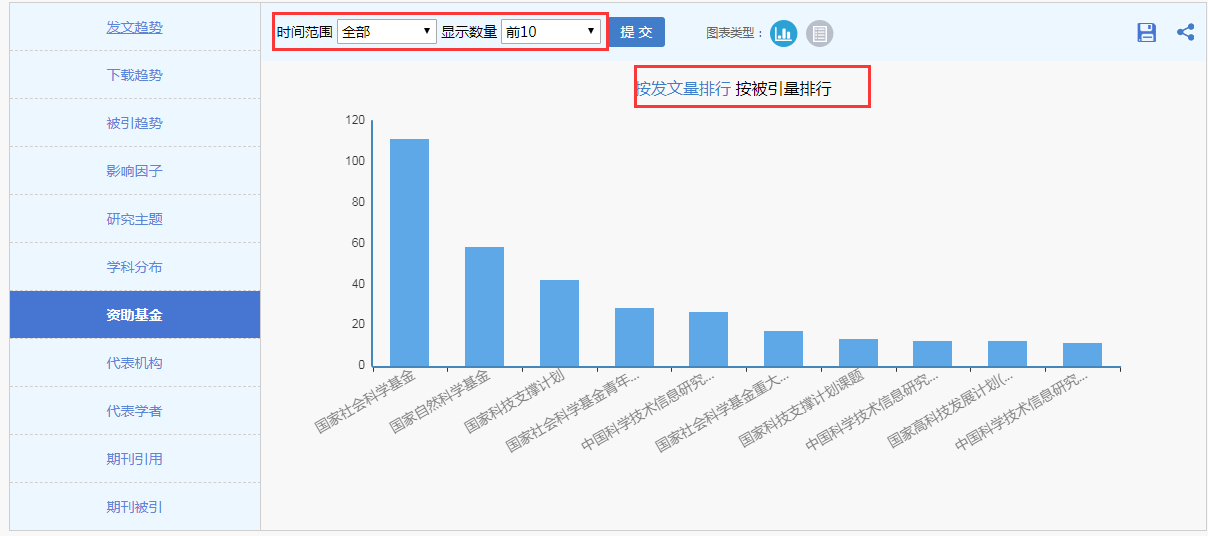 发文趋势
下载趋势
被引趋势
影响因子
研究主题
学科分布
资助基金
代表机构
代表学者
期刊引用
期刊被引
时间范围 全部 显示数量 前10 提 交 图表类型：
按发文量排行 按被引量排行
120
100
80
60
40
20
0
国家社会科学基金
国家自然科学基金
国家科技支撑计划
国家社会科学基金青年...
中国科学技术信息研究...
国家社会科学基金重大...
国家科技支撑计划课题
中国科学技术信息研究...
国家高科技发展计划(...
中国科学技术信息研究...